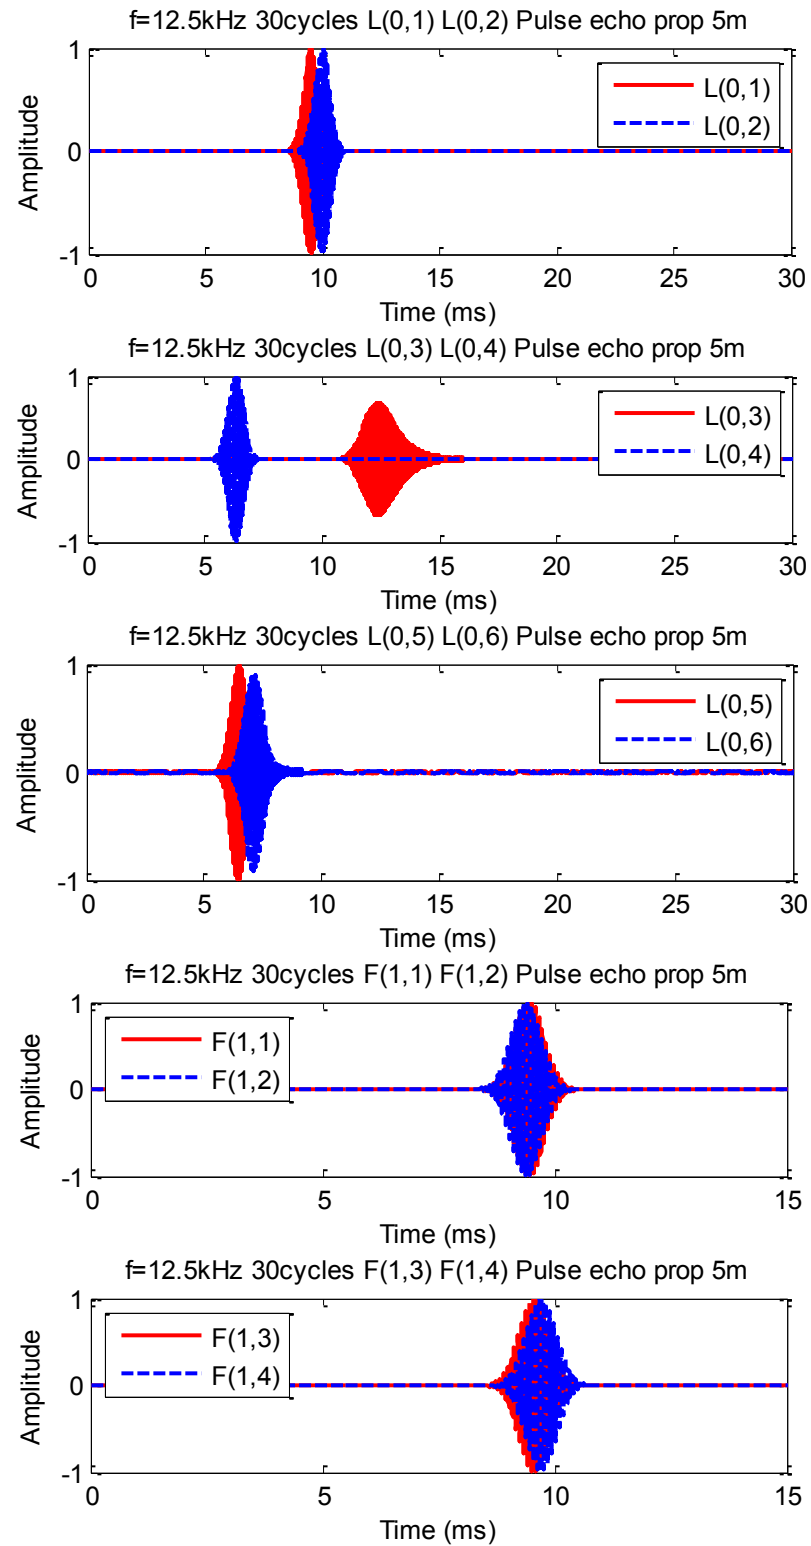 f=12.5kHz 30cycles L(0,1) L(0,2) Pulse echo prop 5m
1
0
-1
Amplitude
L(0,1)
L(0,2)
0 5 10 15 20 25 30
Time (ms)
f=12.5kHz 30cycles L(0,3) L(0,4) Pulse echo prop 5m
1
0
-1
Amplitude
L(0,3)
L(0,4)
0 5 10 15 20 25 30
Time (ms)
f=12.5kHz 30cycles L(0,5) L(0,6) Pulse echo prop 5m
1
0
-1
Amplitude
L(0,5)
L(0,6)
0 5 10 15 20 25 30
Time (ms)
f=12.5kHz 30cycles F(1,1) F(1,2) Pulse echo prop 5m
1
0
-1
Amplitude
F(1,1)
F(1,2)
0 5 10 15
Time (ms)
f=12.5kHz 30cycles F(1,3) F(1,4) Pulse echo prop 5m
1
0
-1
Amplitude
F(1,3)
F(1,4)
0 5 10 15
Time (ms)